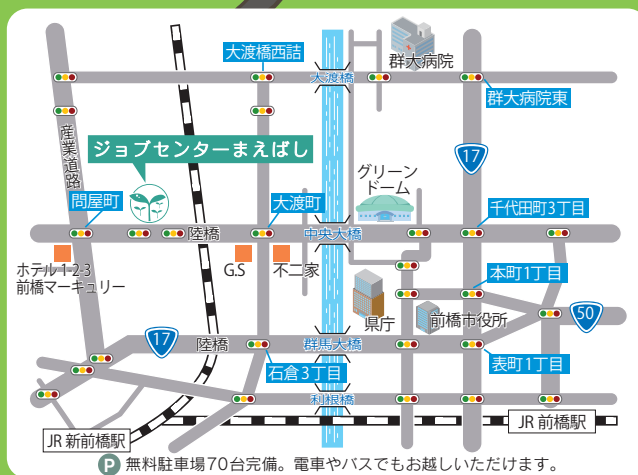 大渡橋西詰
群大病院
大渡橋
群大病院東
産業道路
17
ジョブセンターまえばし
グリーン
ドーム
問屋町
大渡町
千代田町3丁目
陸橋
中央大橋
ホテル1-2-3
前橋マーキュリー
G.S
不二家
本町1丁目
県庁
前橋市役所
50
17
陸橋
群馬大橋
石倉3丁目
表町1丁目
利根橋
JR 新前橋駅
JR 前橋駅
P 無料駐車場70台完備。電車やバスでもお越しいただけます。